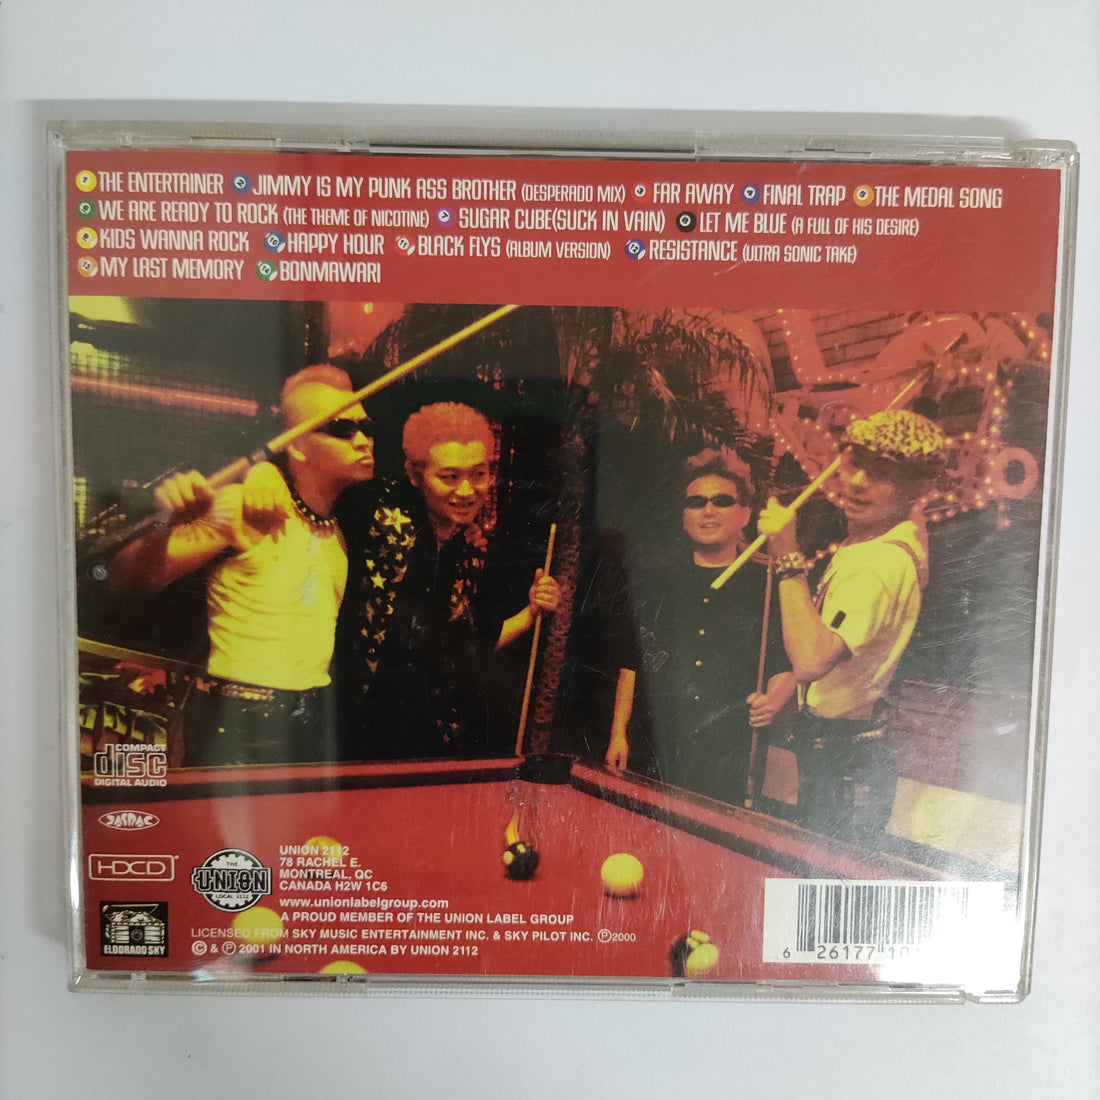 THE ENTERTAINER JIMMY IS MY PUNK ASS BROTHER (DESPERADO MIX) FAR AWAY FINAL TRAP THE MEDAL SONG
WE ARE READY TO ROCK (THE THEME OF NICOTINE) SUGAR CUBE(SUCK IN VAIN) LET ME BLUE (A FULL OF HIS DESIRE)
KIDS WANNA ROCK HAPPY HOUR BLACK FLYS (ALBUM VERSION) RESISTANCE (ULTRA SONIC TAKE)
MY LAST MEMORY BONMAWARI
COMPACT
disc
DIGITAL AUDIO
JASRAC
HDCD
THE
UNION
LOCAL 2112
ELDORADO SKY
UNION 2112
78 RACHEL E.
MONTREAL, QC
CANADA H2W 1C6
www.unionlabelgroup.com
A PROUD MEMBER OF THE UNION LABEL GROUP
LICENSED FROM SKY MUSIC ENTERTAINMENT INC. & SKY PILOT INC. ℗2000
© & ℗ 2001 IN NORTH AMERICA BY UNION 2112
6 26177 10